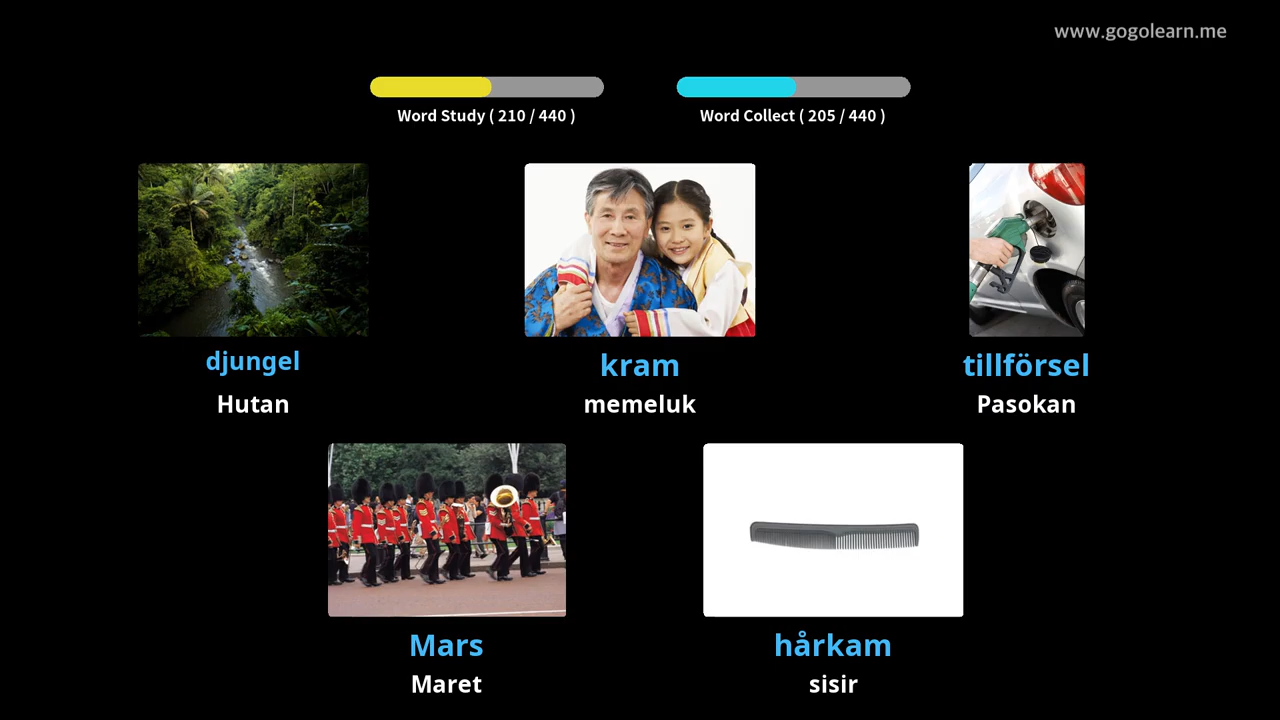 www.gogolearn.me
Word Study ( 210 / 440 )
Word Collect ( 205 / 440 )
djungel
Hutan
kram
memeluk
tillförsel
Pasokan
Mars
Maret
hårkam
sisir